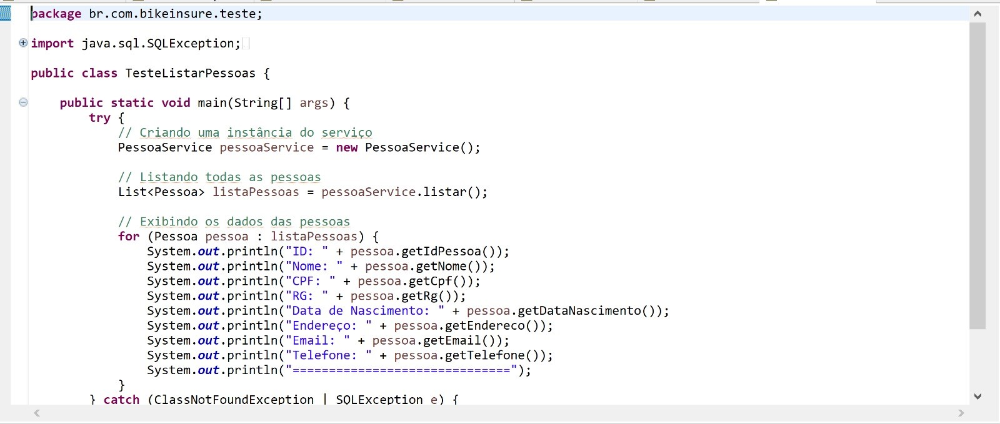 package br.com.bikeinsure.teste;
import java.sql.SQLException;
public class TesteListarPessoas {
public static void main(String[] args) {
try {
// Criando uma instância do serviço
PessoaService pessoaService = new PessoaService();
// Listando todas as pessoas
List<Pessoa> listaPessoas = pessoaService.listar();
// Exibindo os dados das pessoas
for (Pessoa pessoa : listaPessoas) {
System.out.println("ID: " + pessoa.getIdPessoa());
System.out.println("Nome: " + pessoa.getNome());
System.out.println("CPF: " + pessoa.getCpf());
System.out.println("RG: " + pessoa.getRg());
System.out.println("Data de Nascimento: " + pessoa.getDataNascimento());
System.out.println("Endereço: " + pessoa.getEndereco());
System.out.println("Email: " + pessoa.getEmail());
System.out.println("Telefone: " + pessoa.getTelefone());
System.out.println("==============================");
}
} catch (ClassNotFoundException | SQLException e) {